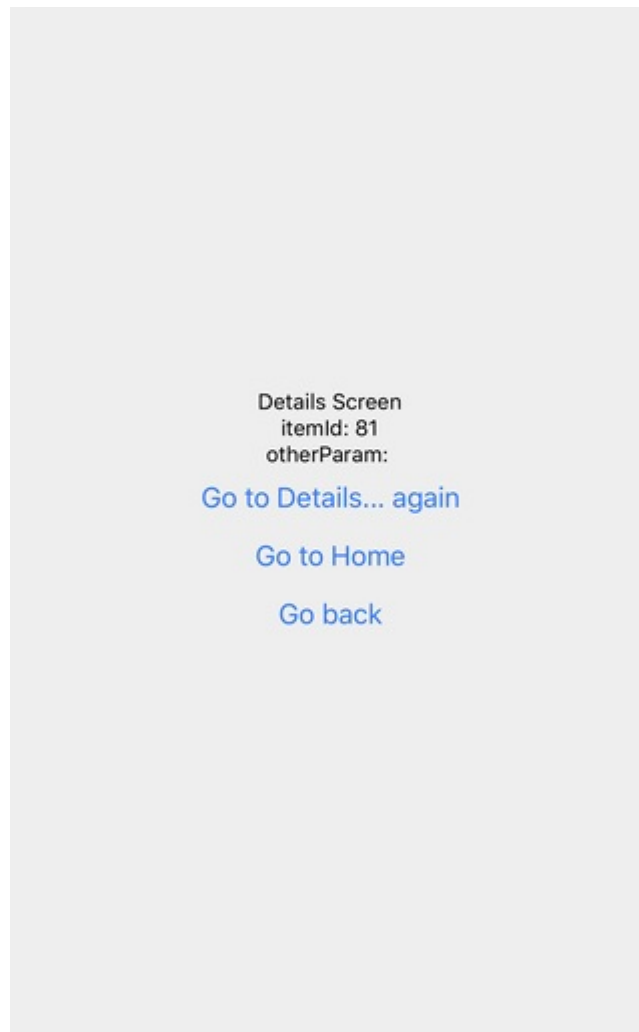 Details Screen
itemId: 81
otherParam:
Go to Details... again
Go to Home
Go back